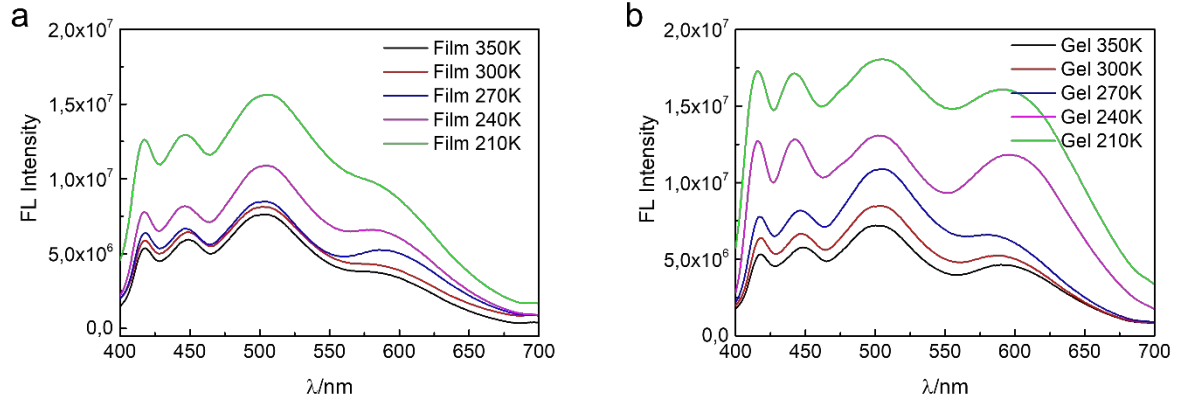 a
2,0x10⁷
1,5x10⁷
1,0x10⁷
5,0x10⁶
0,0
FL Intensity
Film 350K
Film 300K
Film 270K
Film 240K
Film 210K
400 450 500 550 600 650 700
λ/nm
b
2,0x10⁷
1,5x10⁷
1,0x10⁷
5,0x10⁶
0,0
FL Intensity
Gel 350K
Gel 300K
Gel 270K
Gel 240K
Gel 210K
400 450 500 550 600 650 700
λ/nm